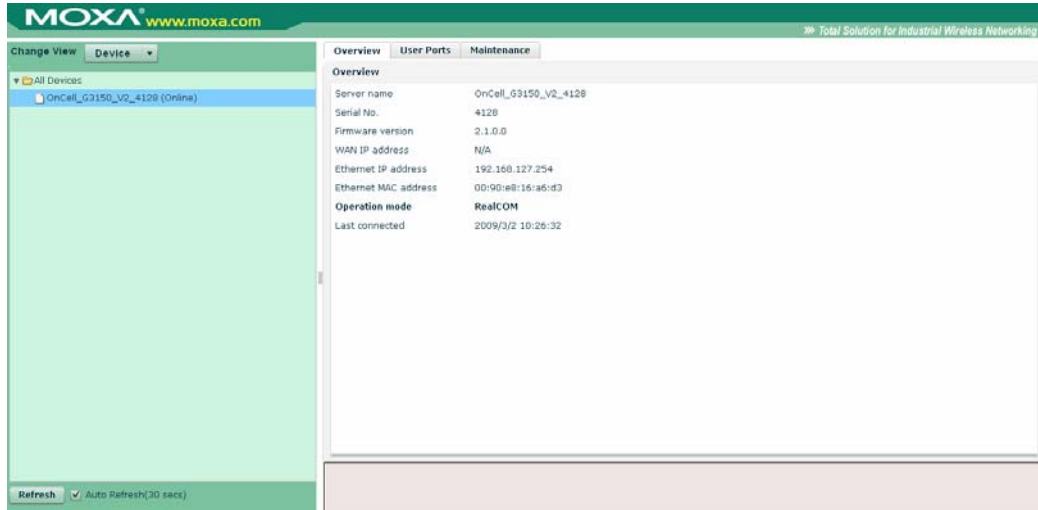 MOXA® www.moxa.com
Total Solution for Industrial Wireless Networking
Change View Device
All Devices
OnCell_G3150_V2_4128 (Online)
Refresh Auto Refresh(30 secs)
Overview User Ports Maintenance
Overview
Server name OnCell_G3150_V2_4128
Serial No. 4128
Firmware version 2.1.0.0
WAN IP address N/A
Ethernet IP address 192.168.127.254
Ethernet MAC address 00:90:e8:16:a6:d3
Operation mode RealCOM
Last connected 2009/3/2 10:26:32